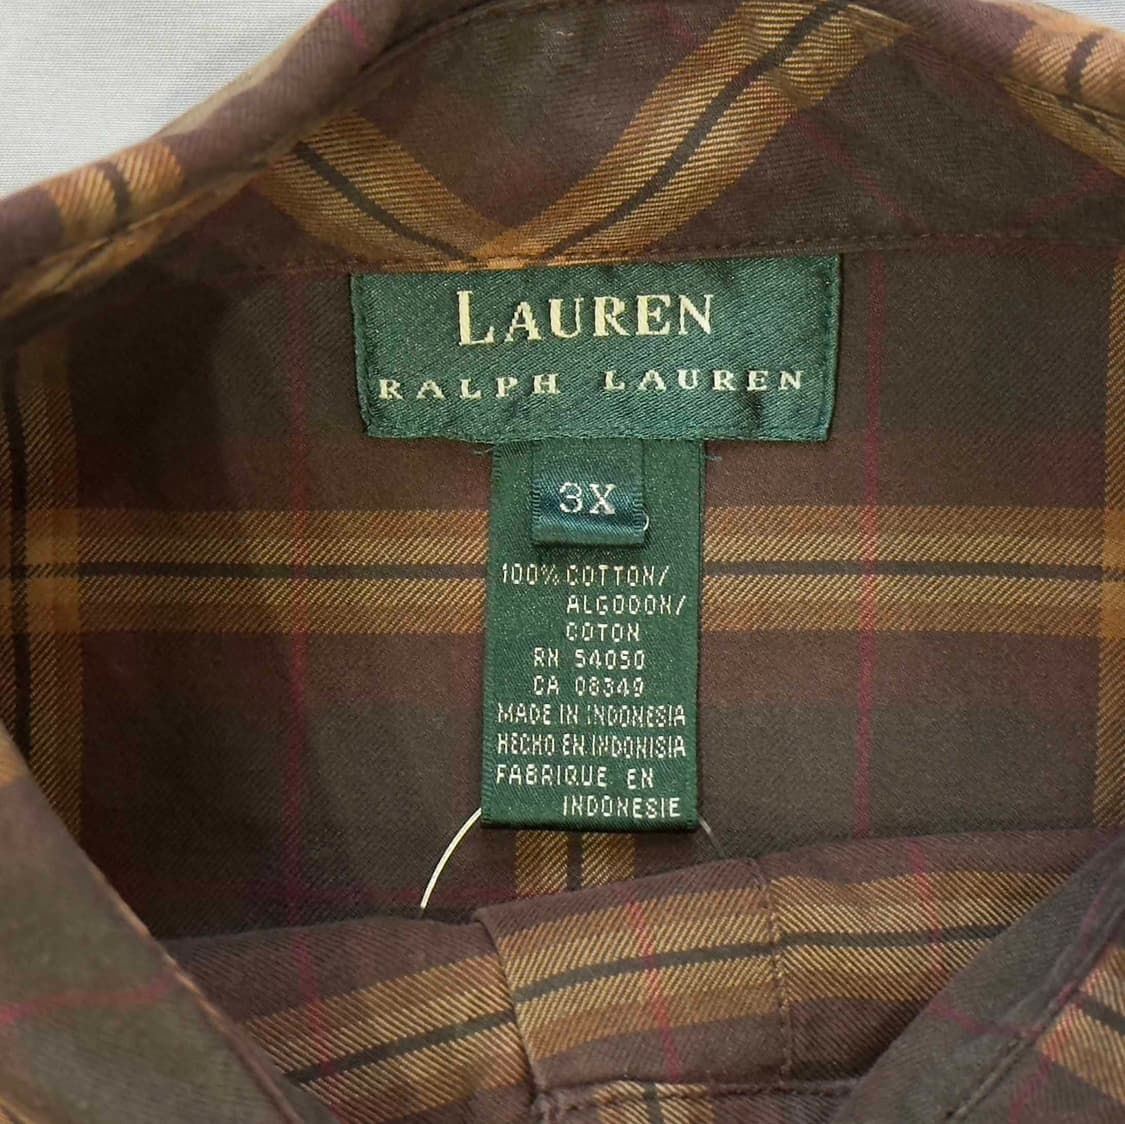 LAUREN
RALPH LAUREN
3X
100% COTTON/
ALGODON/
COTON
RN 54050
CA 08349
MADE IN INDONESIA
HECHO EN INDONISIA
FABRIQUE EN
INDONESIE